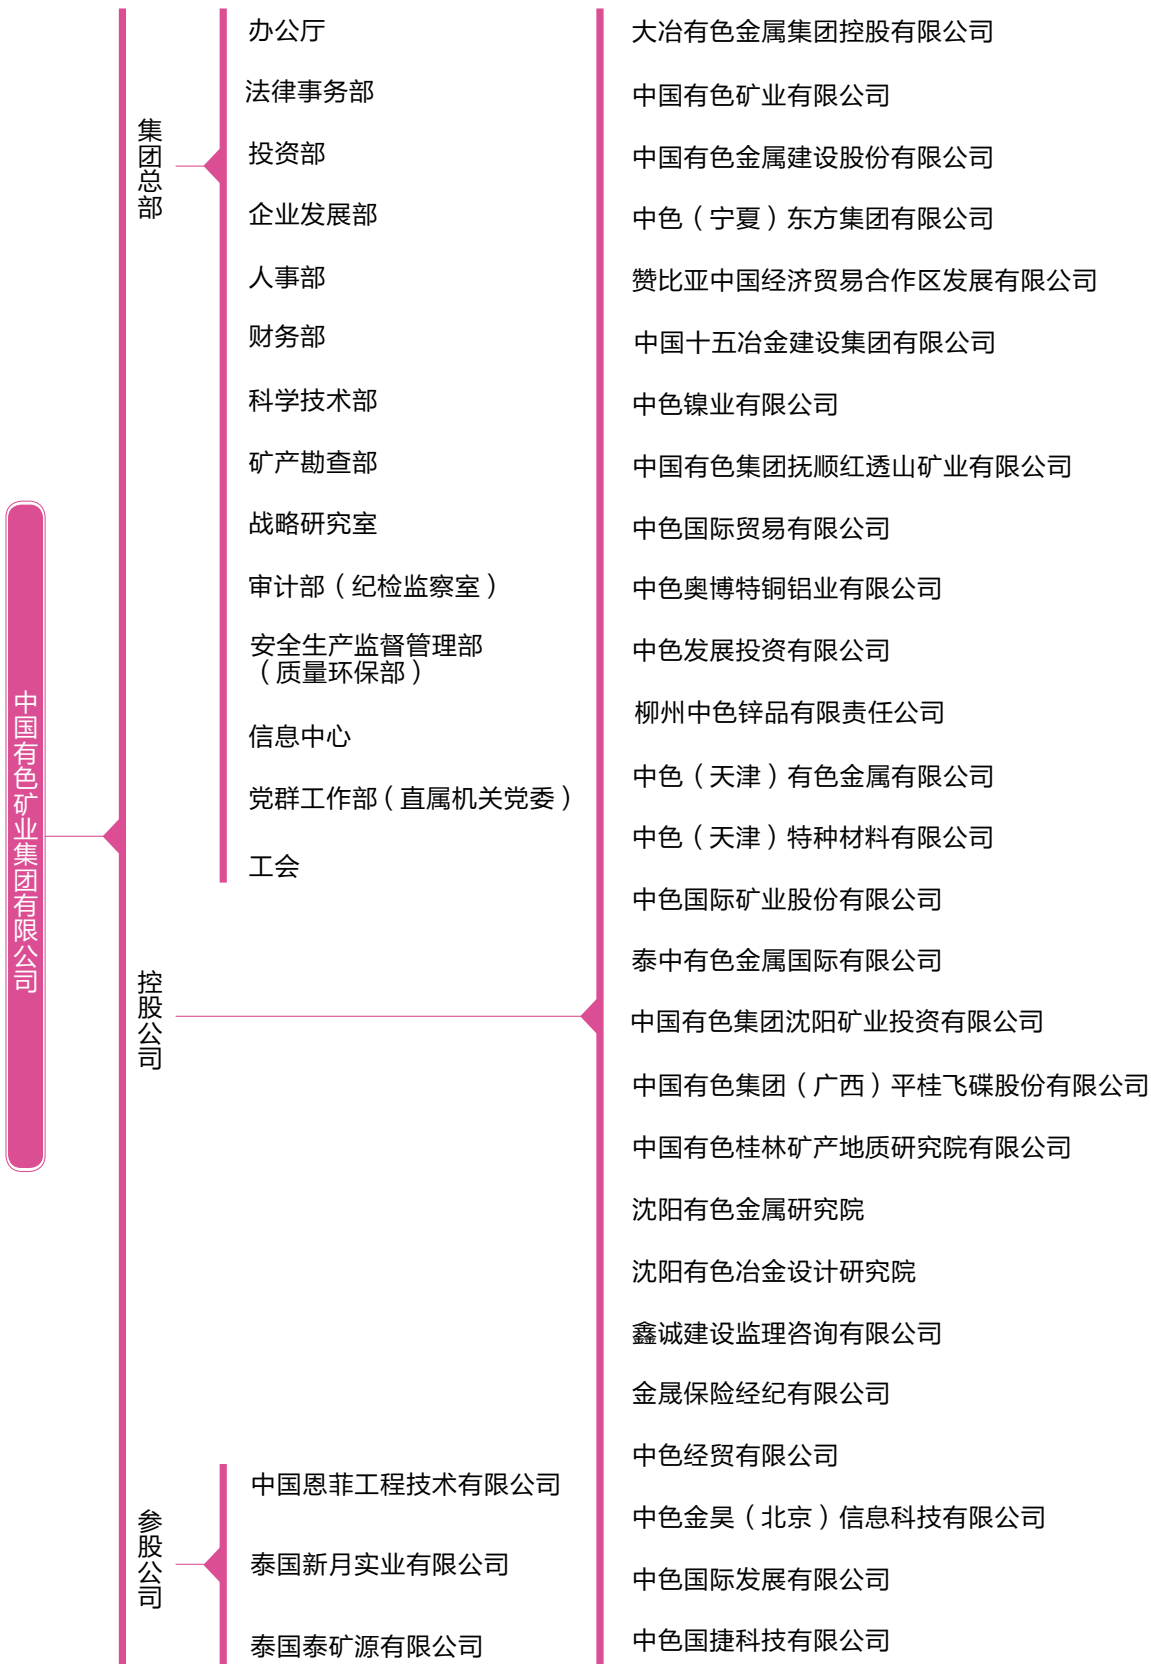 中国有色矿业集团有限公司
集团总部
办公厅
法律事务部
投资部
企业发展部
人事部
财务部
科学技术部
矿产勘查部
战略研究室
审计部（纪检监察室）
安全生产监督管理部
（质量环保部）
信息中心
党群工作部（直属机关党委）
工会
控股公司
大冶有色金属集团控股有限公司
中国有色矿业有限公司
中国有色金属建设股份有限公司
中色（宁夏）东方集团有限公司
赞比亚中国经济贸易合作区发展有限公司
中国十五冶金建设集团有限公司
中色镍业有限公司
中国有色集团抚顺红透山矿业有限公司
中色国际贸易有限公司
中色奥博特铜铝业有限公司
中色发展投资有限公司
柳州中色锌品有限责任公司
中色（天津）有色金属有限公司
中色（天津）特种材料有限公司
中色国际矿业股份有限公司
泰中有色金属国际有限公司
中国有色集团沈阳矿业投资有限公司
中国有色集团（广西）平桂飞碟股份有限公司
中国有色桂林矿产地质研究院有限公司
沈阳有色金属研究院
沈阳有色冶金设计研究院
鑫诚建设监理咨询有限公司
金晟保险经纪有限公司
中色经贸有限公司
中色金昊（北京）信息科技有限公司
中色国际发展有限公司
中色国捷科技有限公司
参股公司
中国恩菲工程技术有限公司
泰国新月实业有限公司
泰国泰矿源有限公司